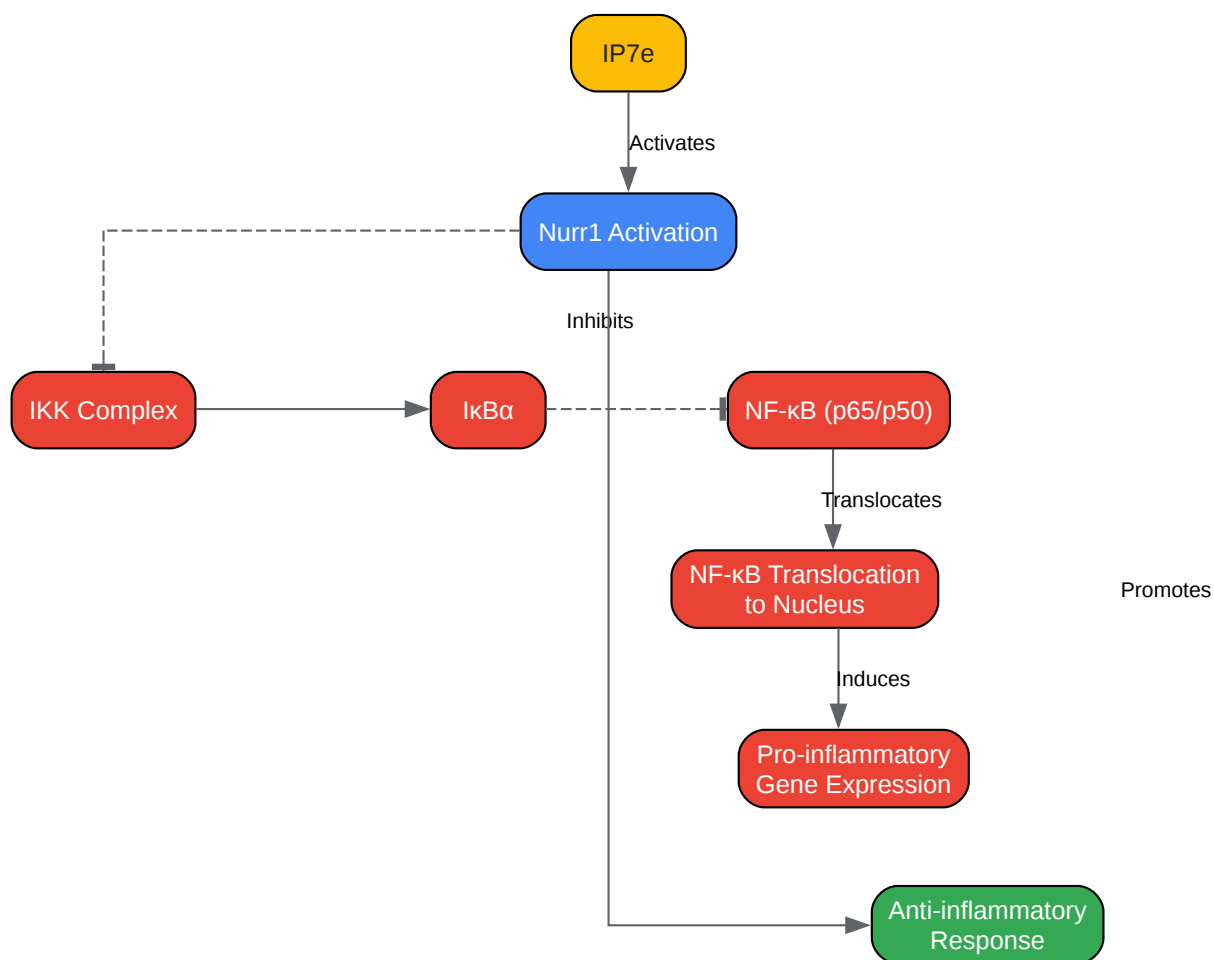 IP7e
Activates
Nurr1 Activation
Inhibits
IKK Complex
IκBα
NF-κB (p65/p50)
Translocates
NF-κB Translocation
to Nucleus
Promotes
Induces
Pro-inflammatory
Gene Expression
Anti-inflammatory
Response